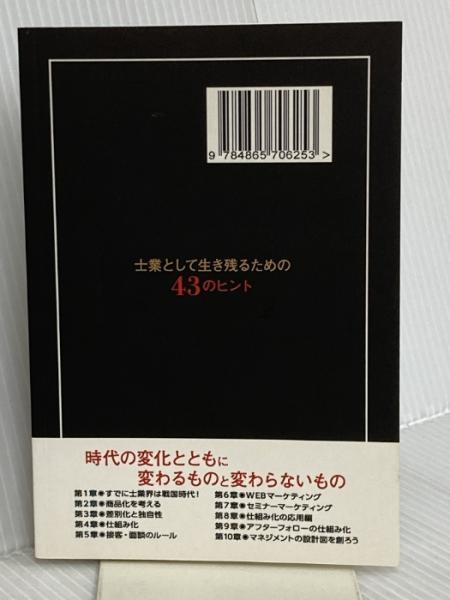 9 784865 706253 >
士業として生き残るための
43のヒント
時代の変化とともに
変わるものと変わらないもの
第1章◉すでに士業界は戦国時代！
第2章◉商品化を考える
第3章◉差別化と独自性
第4章◉仕組み化
第5章◉接客・面談のルール
第6章◉WEBマーケティング
第7章◉セミナーマーケティング
第8章◉仕組み化の応用編
第9章◉アフターフォローの仕組み化
第10章◉マネジメントの設計図を創ろう